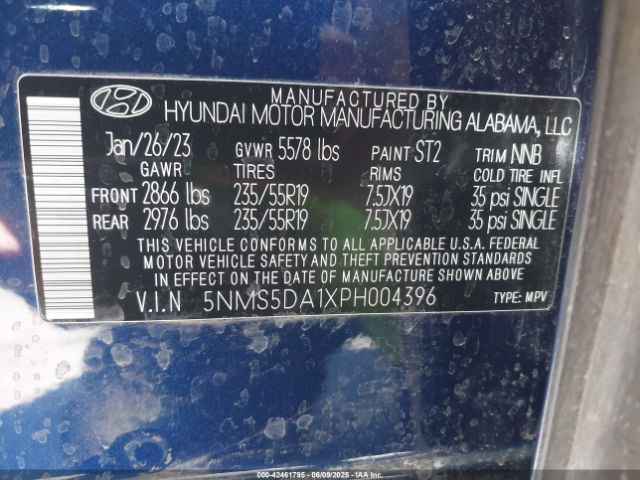 MANUFACTURED BY
HYUNDAI MOTOR MANUFACTURING ALABAMA, LLC
Jan/26/23 GVWR 5578 lbs PAINT ST2 TRIM NNB
GAWR TIRES RIMS COLD TIRE INFL
FRONT 2866 lbs 235/55R19 7.5JX19 35 psi SINGLE
REAR 2976 lbs 235/55R19 7.5JX19 35 psi SINGLE
THIS VEHICLE CONFORMS TO ALL APPLICABLE U.S.A. FEDERAL
MOTOR VEHICLE SAFETY AND THEFT PREVENTION STANDARDS
IN EFFECT ON THE DATE OF MANUFACTURE SHOWN ABOVE.
V.I.N 5NMS5DA1XPH004396 TYPE: MPV
000-42461795 - 06/09/2025 - IAAI.COM